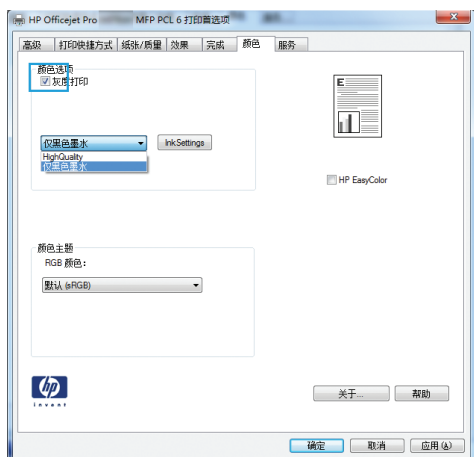 HP Officejet Pro MFP PCL 6 打印首选项
高级 打印快捷方式 纸张/质量 效果 完成 颜色 服务
颜色选项
灰度打印
仅黑色墨水 InkSettings
HighQuality
仅黑色墨水
E
HP EasyColor
颜色主题
RGB 颜色:
默认 (sRGB)
hp
invent
关于... 帮助
确定 取消 应用(A)